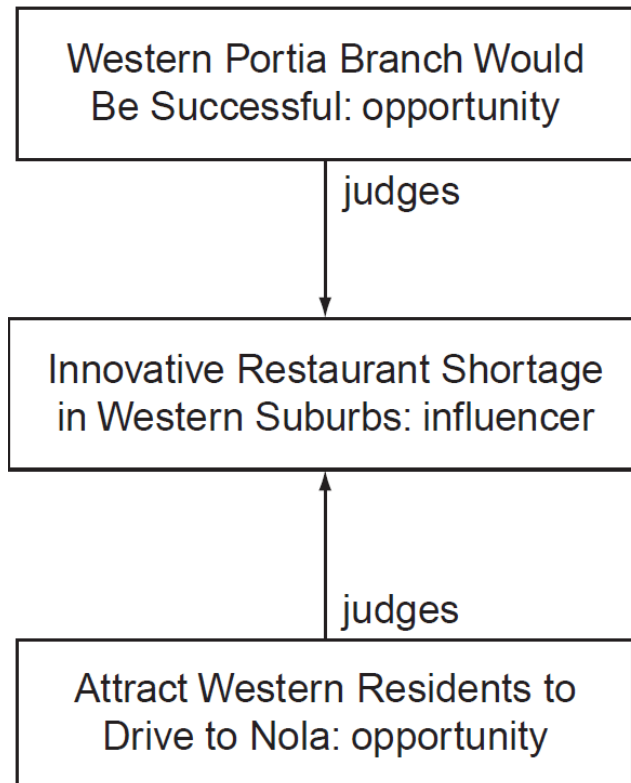 Western Portia Branch Would
Be Successful: opportunity
judges
Innovative Restaurant Shortage
in Western Suburbs: influencer
judges
Attract Western Residents to
Drive to Nola: opportunity